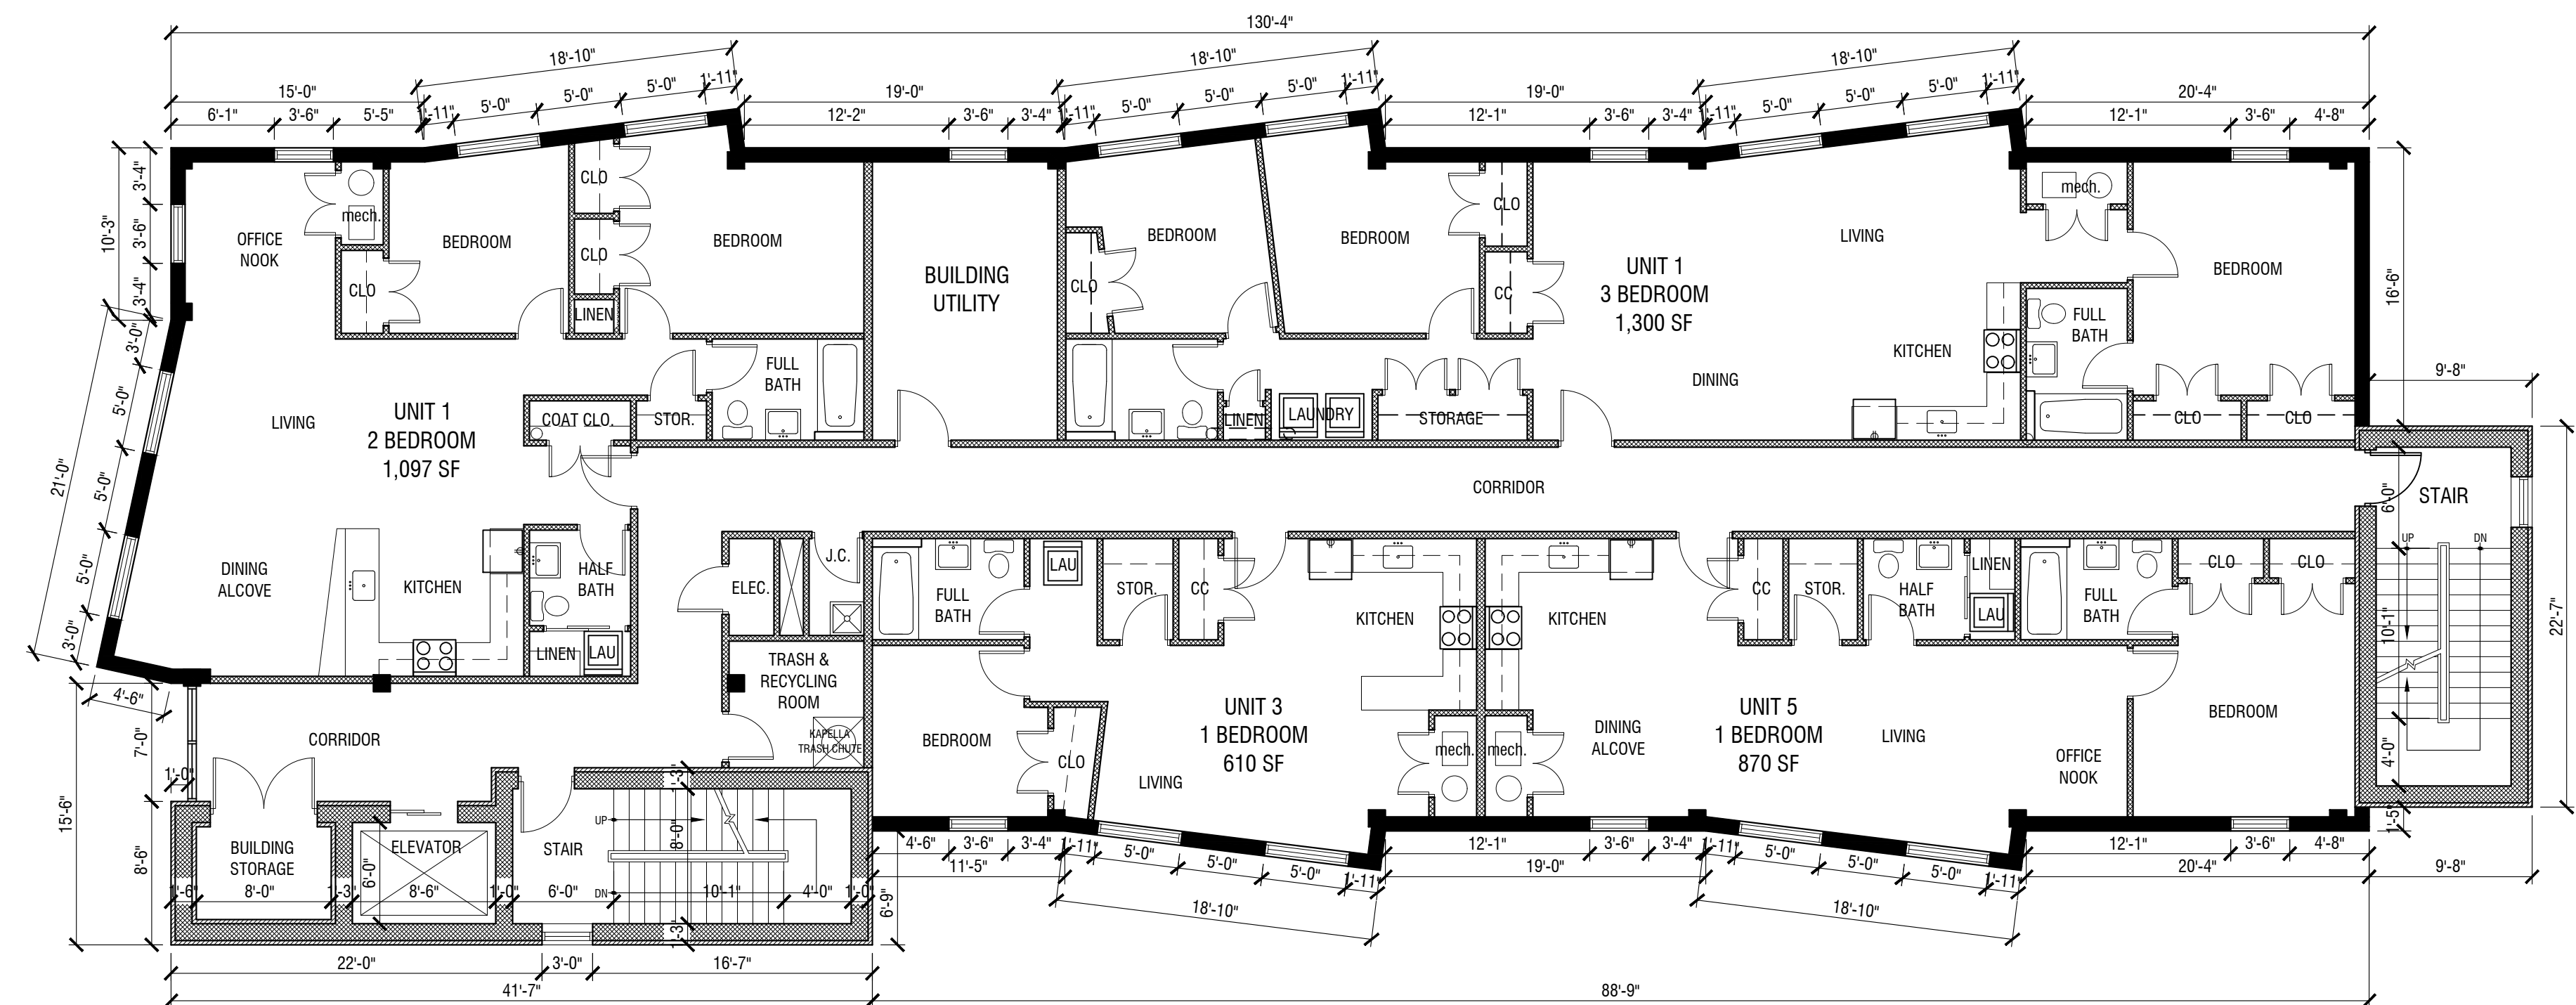 130'-4"
18'-10"
18'-10"
18'-10"
15'-0"
19'-0"
19'-0"
20'-4"
5'-0"
5'-0"
5'-0"
1'-11"
5'-0"
5'-0"
5'-0"
1'-11"
5'-0"
5'-0"
5'-0"
1'-11"
6'-1"
3'-6"
5'-5"
1'-11"
12'-2"
3'-6"
3'-4"
1'-11"
12'-1"
3'-6"
3'-4"
1'-11"
12'-1"
3'-6"
4'-8"
10'-3"
3'-4"
3'-6"
3'-4"
21'-0"
3'-0"
5'-0"
5'-0"
5'-0"
3'-0"
4'-6"
OFFICE
NOOK
mech.
CLO
BEDROOM
CLO
CLO
LINEN
BEDROOM
BUILDING
UTILITY
BEDROOM
CLO
BEDROOM
CLO
CC
UNIT 1
3 BEDROOM
1,300 SF
LIVING
mech.
BEDROOM
FULL
BATH
KITCHEN
DINING
CLO
CLO
16'-6"
9'-8"
LIVING
UNIT 1
2 BEDROOM
1,097 SF
COAT CLO.
STOR.
FULL
BATH
LINEN
LAUNDRY
STORAGE
CORRIDOR
STAIR
6'-0"
UP
DN
10'-1"
4'-0"
22'-7"
1'-5"
DINING
ALCOVE
KITCHEN
HALF
BATH
LINEN
LAU
ELEC.
J.C.
TRASH &
RECYCLING
ROOM
KAPELLA
TRASH CHUTE
FULL
BATH
LAU
STOR.
CC
KITCHEN
BEDROOM
CLO
LIVING
UNIT 3
1 BEDROOM
610 SF
mech.
mech.
KITCHEN
DINING
ALCOVE
UNIT 5
1 BEDROOM
870 SF
CC
STOR.
HALF
BATH
LINEN
LAU
FULL
BATH
CLO
CLO
LIVING
OFFICE
NOOK
BEDROOM
CORRIDOR
7'-0"
1'-0"
15'-6"
8'-6"
BUILDING
STORAGE
ELEVATOR
6'-0"
STAIR
UP
DN
1'-3"
8'-0"
1'-3"
1'-6"
8'-0"
1'-3"
8'-6"
1'-0"
6'-0"
10'-1"
4'-0"
1'-0"
6'-9"
4'-6"
3'-6"
3'-4"
1'-11"
5'-0"
5'-0"
5'-0"
1'-11"
12'-1"
3'-6"
3'-4"
1'-11"
5'-0"
5'-0"
5'-0"
1'-11"
12'-1"
3'-6"
4'-8"
11'-5"
18'-10"
19'-0"
18'-10"
20'-4"
9'-8"
22'-0"
3'-0"
16'-7"
41'-7"
88'-9"